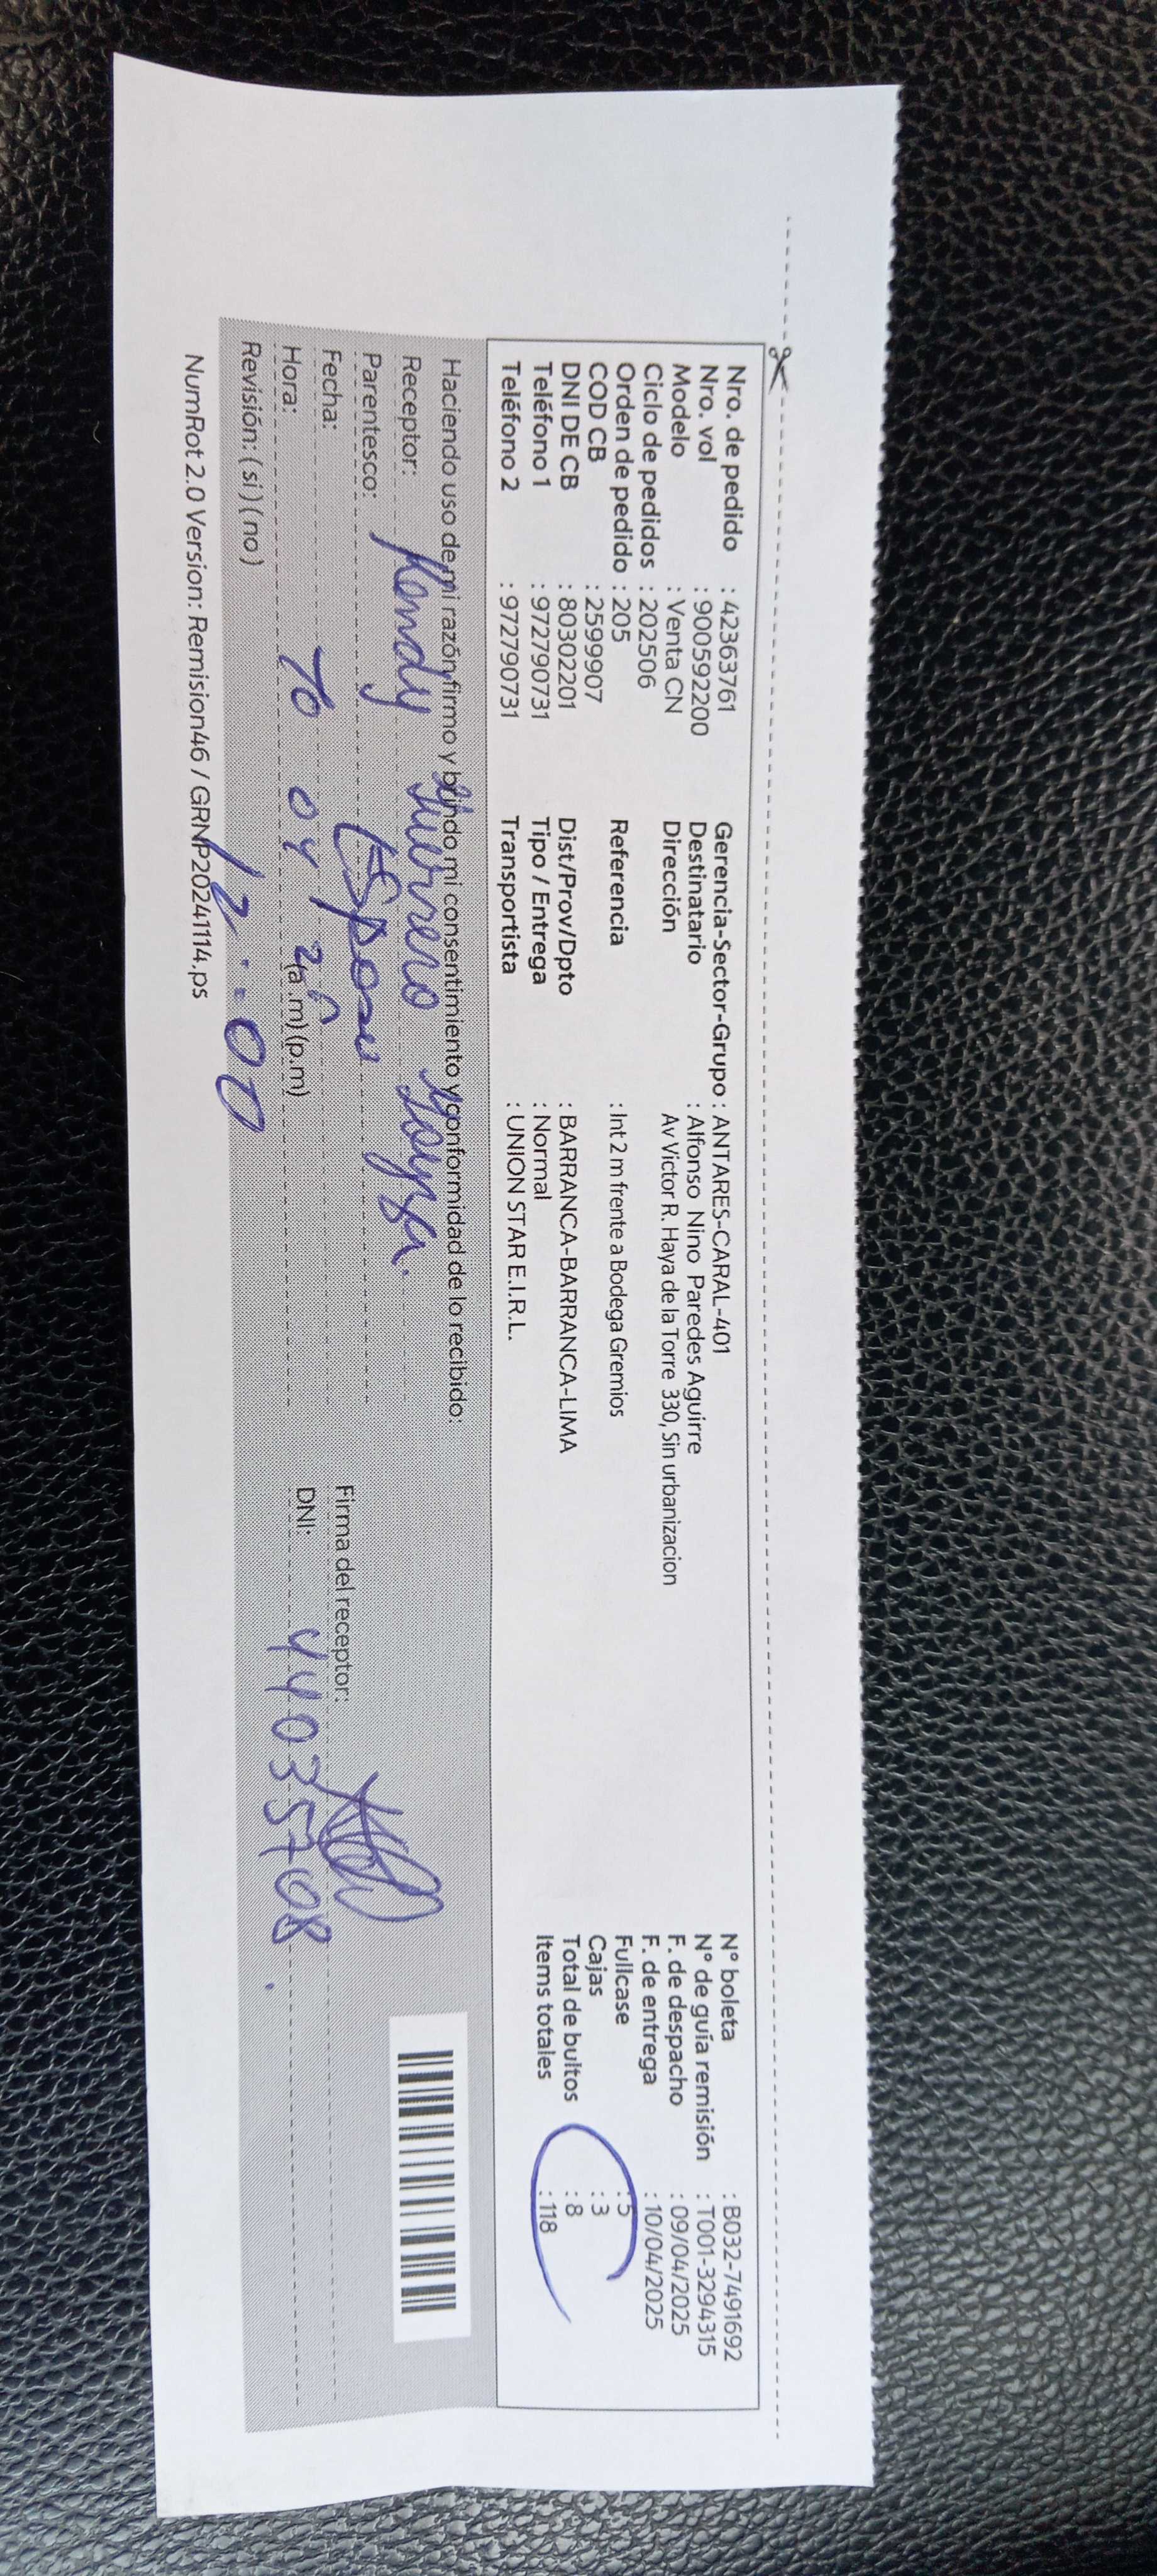 Nro. de pedido : 42363761
Nro. vol : 900592200
Modelo : Venta CN
Ciclo de pedidos : 202506
Orden de pedido : 205
COD CB : 2599907
DNI DE CB : 80302201
Teléfono 1 : 972790731
Teléfono 2 : 972790731
Gerencia-Sector-Grupo : ANTARES-CARAL-401
Destinatario : Alfonso Nino Paredes Aguirre
Dirección Av Victor R. Haya de la Torre 330, Sin urbanizacion
Referencia : Int 2 m frente a Bodega Gremios
Dist/Prov/Dpto : BARRANCA-BARRANCA-LIMA
Tipo / Entrega : Normal
Transportista : UNION STAR E.I.R.L.
N° boleta : B032-7491692
N° de guía remisión : T001-3294315
F. de despacho : 09/04/2025
F. de entrega : 10/04/2025
Fullcase : 5
Cajas : 3
Total de bultos : 8
Items totales : 118
Haciendo uso de mi razón, firmo y brindo mi consentimiento y conformidad de lo recibido:
Receptor:
Parentesco: Esposa
Fecha: 04
Hora: (a.m) (p.m) 12:00
Revisión: (si) (no)
Firma del receptor:
DNI: 44035708
NumRot 2.0 Version: Remision46 / GRNP20241114.ps